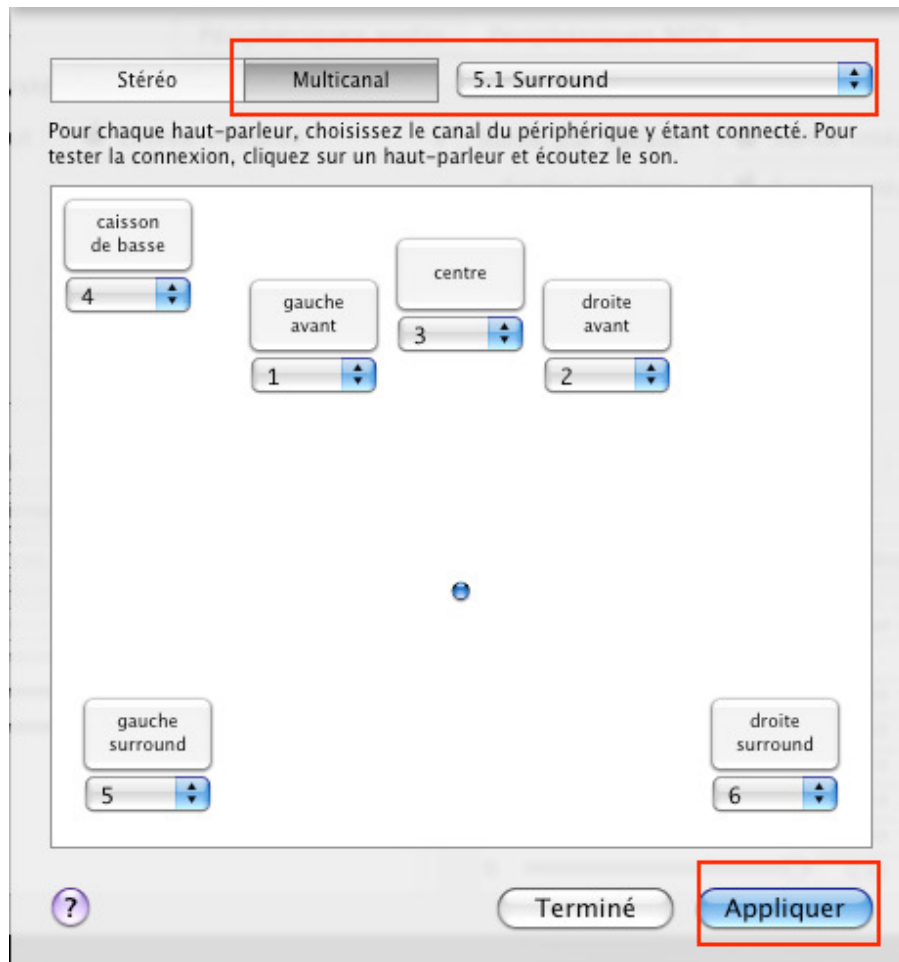 Stéréo
Multicanal
5.1 Surround
Pour chaque haut-parleur, choisissez le canal du périphérique y étant connecté. Pour
tester la connexion, cliquez sur un haut-parleur et écoutez le son.
caisson
de basse
4
gauche
avant
1
centre
3
droite
avant
2
gauche
surround
5
droite
surround
6
?
Terminé
Appliquer